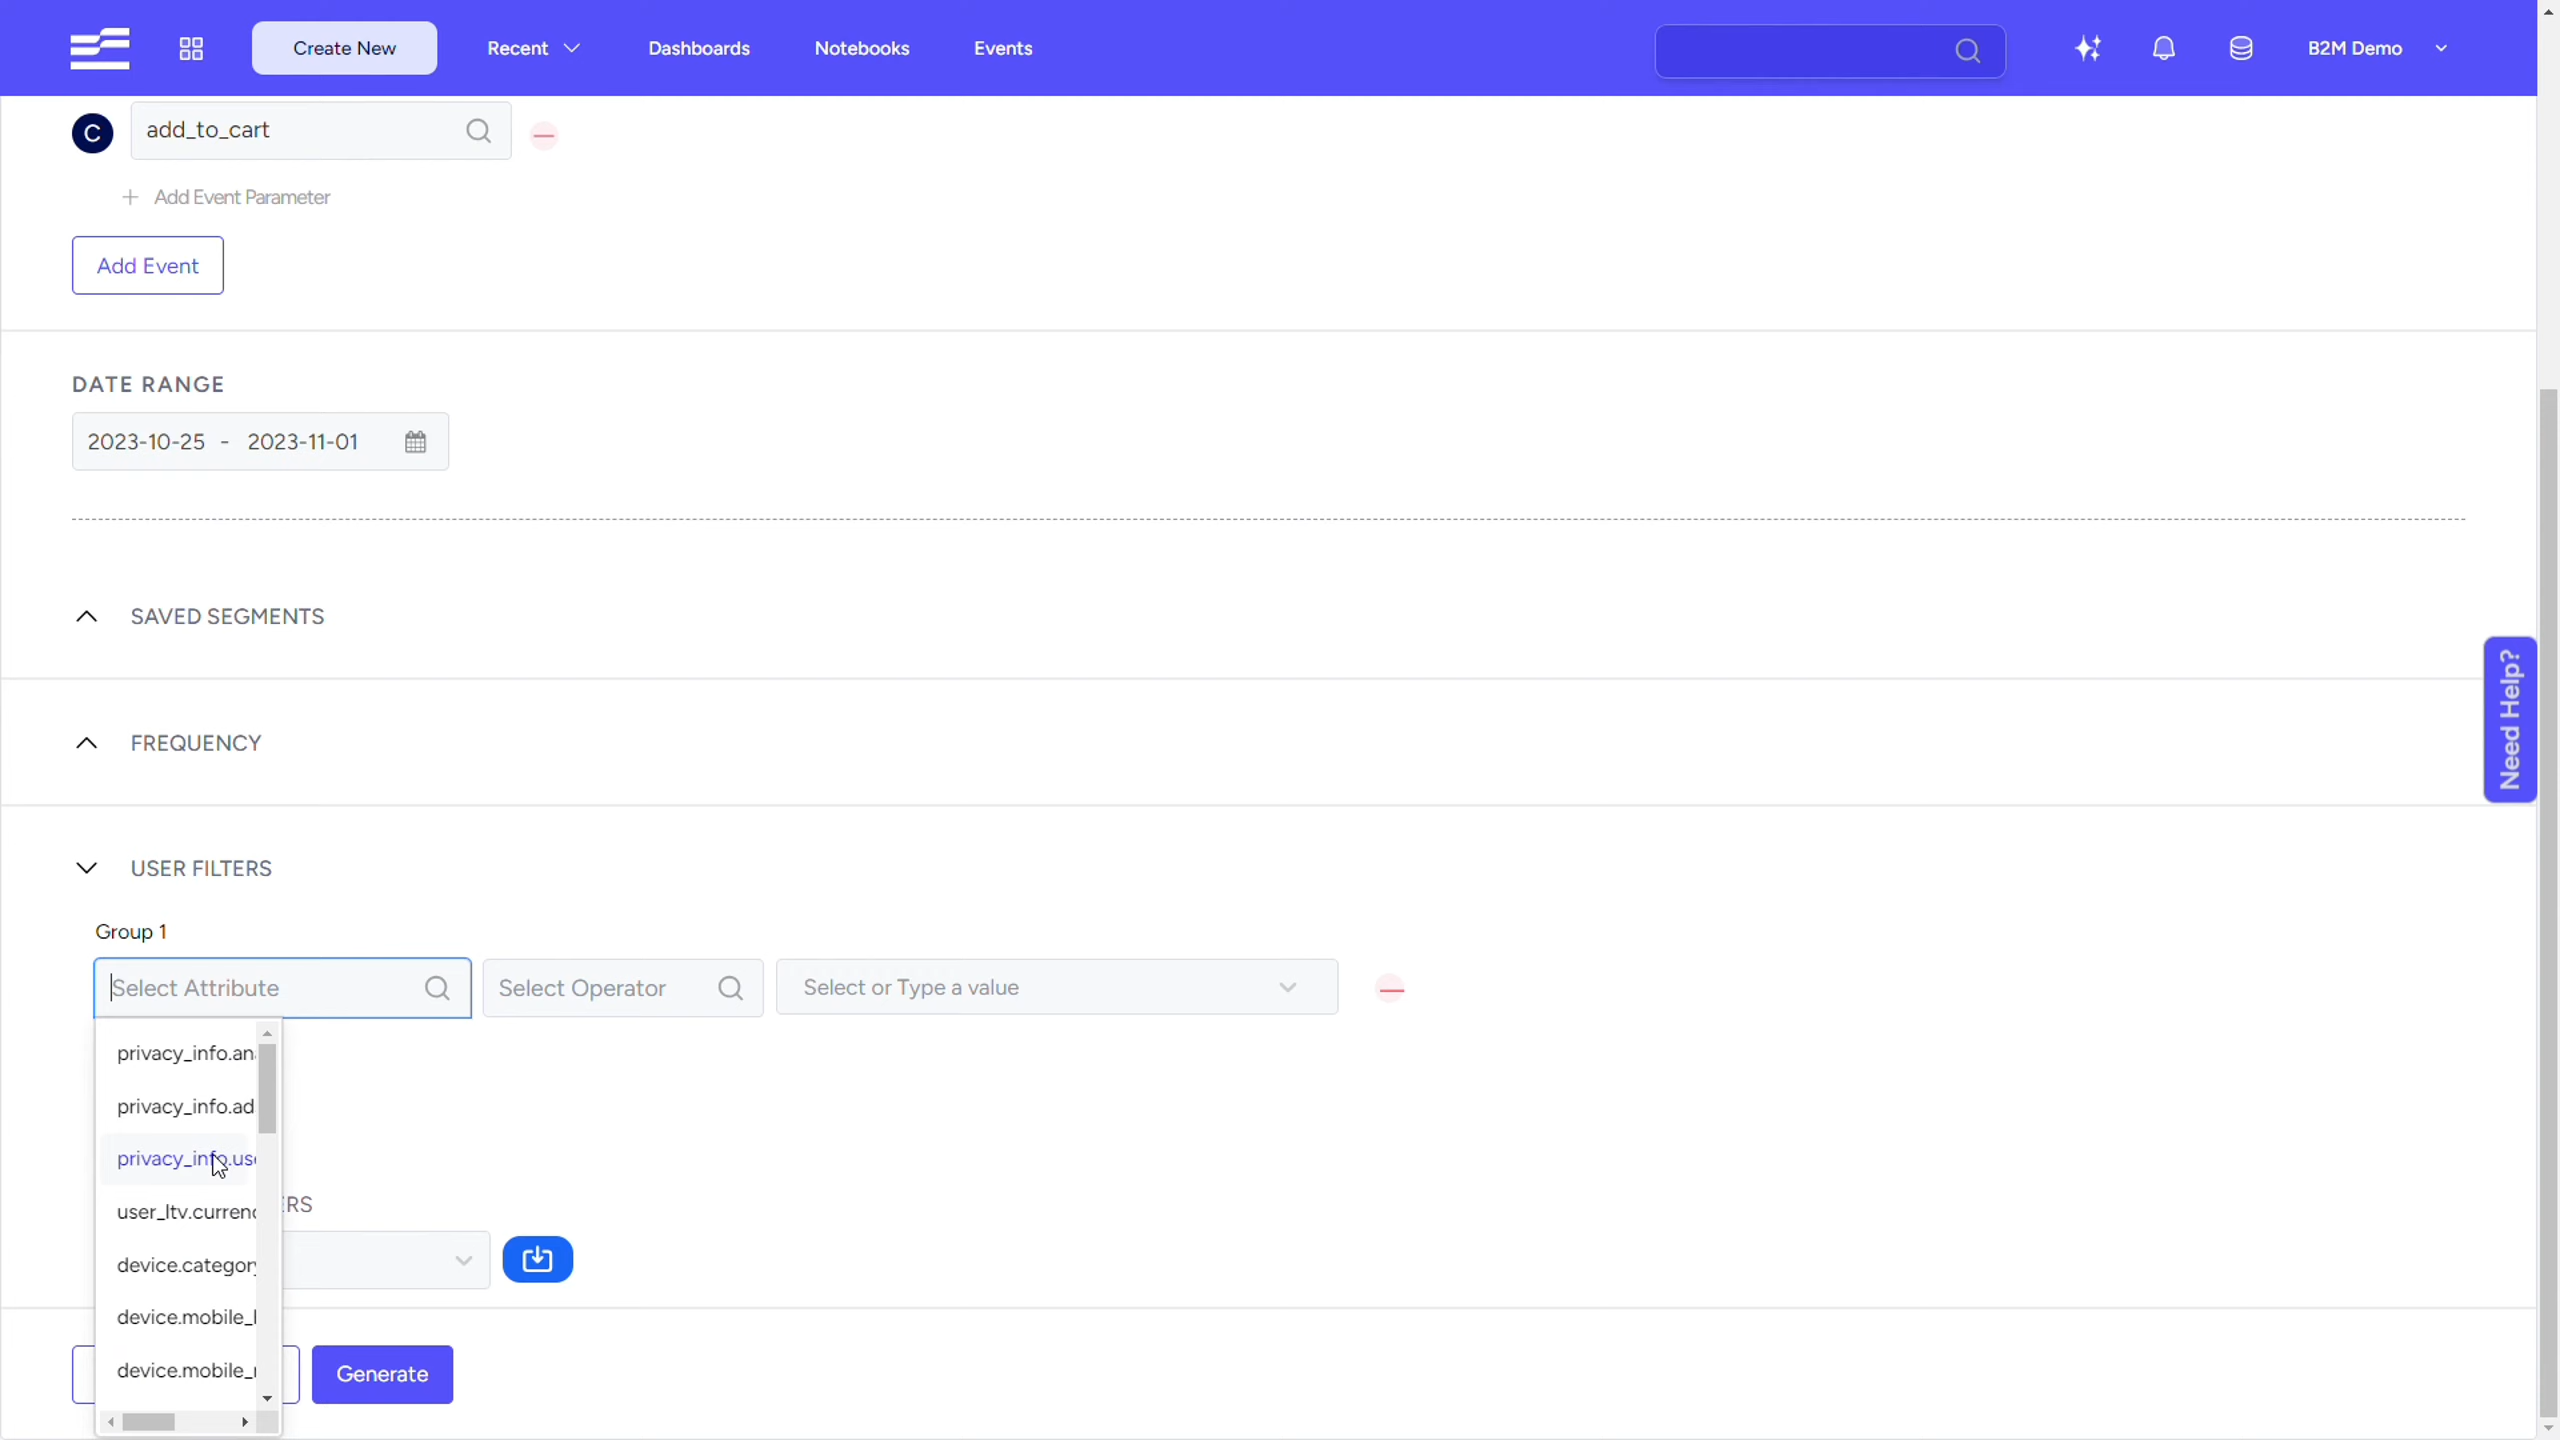 Create New Recent Dashboards Notebooks Events B2M Demo
C add_to_cart
+ Add Event Parameter
Add Event
DATE RANGE
2023-10-25 - 2023-11-01
SAVED SEGMENTS
Need Help?
FREQUENCY
USER FILTERS
Group 1
Select Attribute Select Operator Select or Type a value
privacy_info.an
privacy_info.ad
privacy_info.us
user_ltv.curren
ERS
device.category
device.mobile_
device.mobile_
Generate